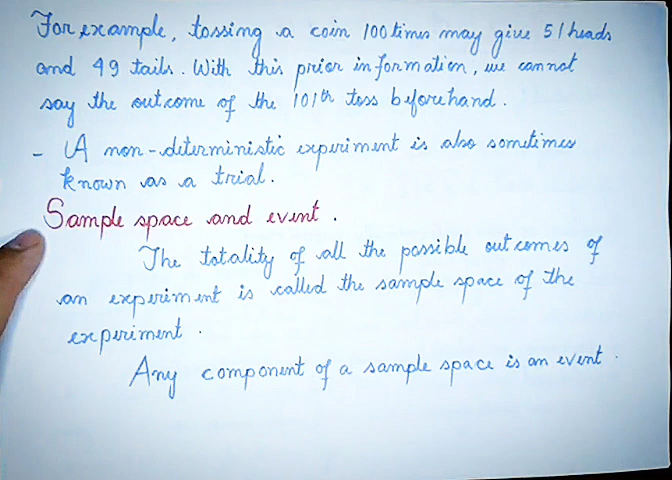 For example, tossing a coin 100 times may give 51 heads
and 49 tails. With this prior information, we cannot
say the outcome of the 101th toss beforehand.
- A non-deterministic experiment is also sometimes
known as a trial.
Sample space and event.
The totality of all the possible outcomes of
an experiment is called the sample space of the
experiment.
Any component of a sample space is an event.